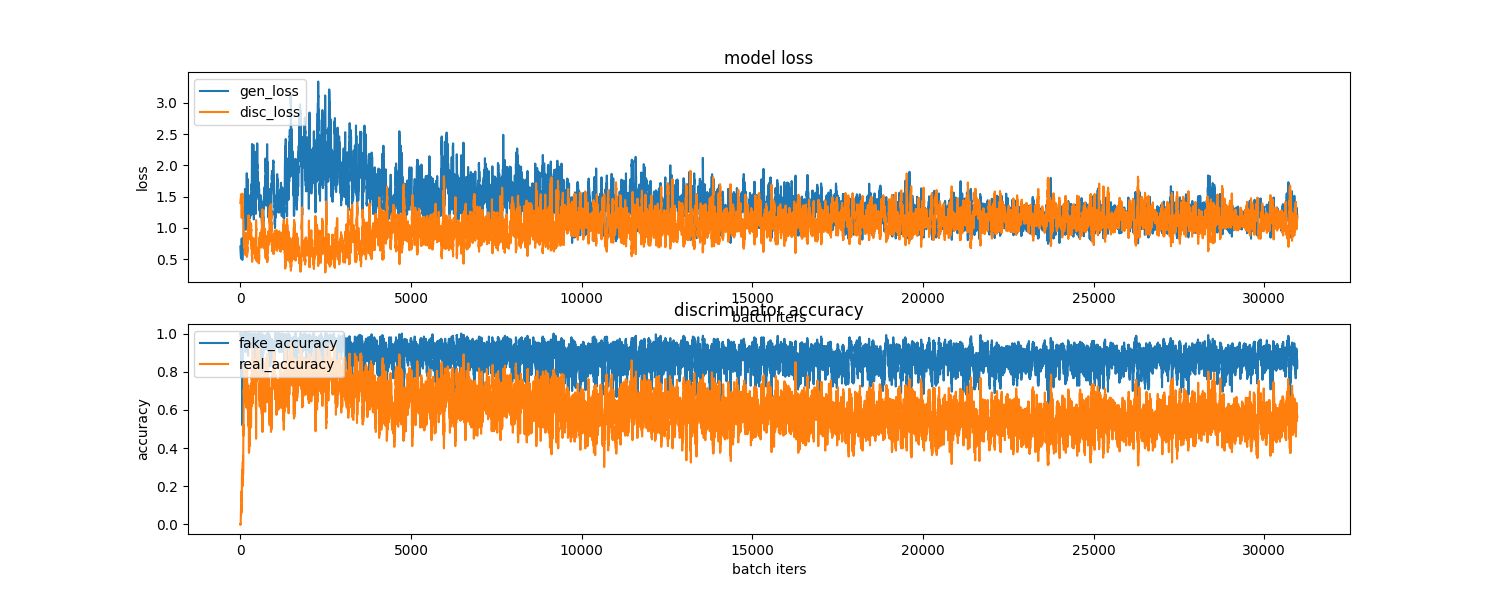 model loss
gen_loss
disc_loss
3.0
2.5
2.0
1.5
1.0
0.5
loss
0 5000 10000 15000 20000 25000 30000
batch iters
discriminator accuracy
fake_accuracy
real_accuracy
1.0
0.8
0.6
0.4
0.2
0.0
accuracy
0 5000 10000 15000 20000 25000 30000
batch iters